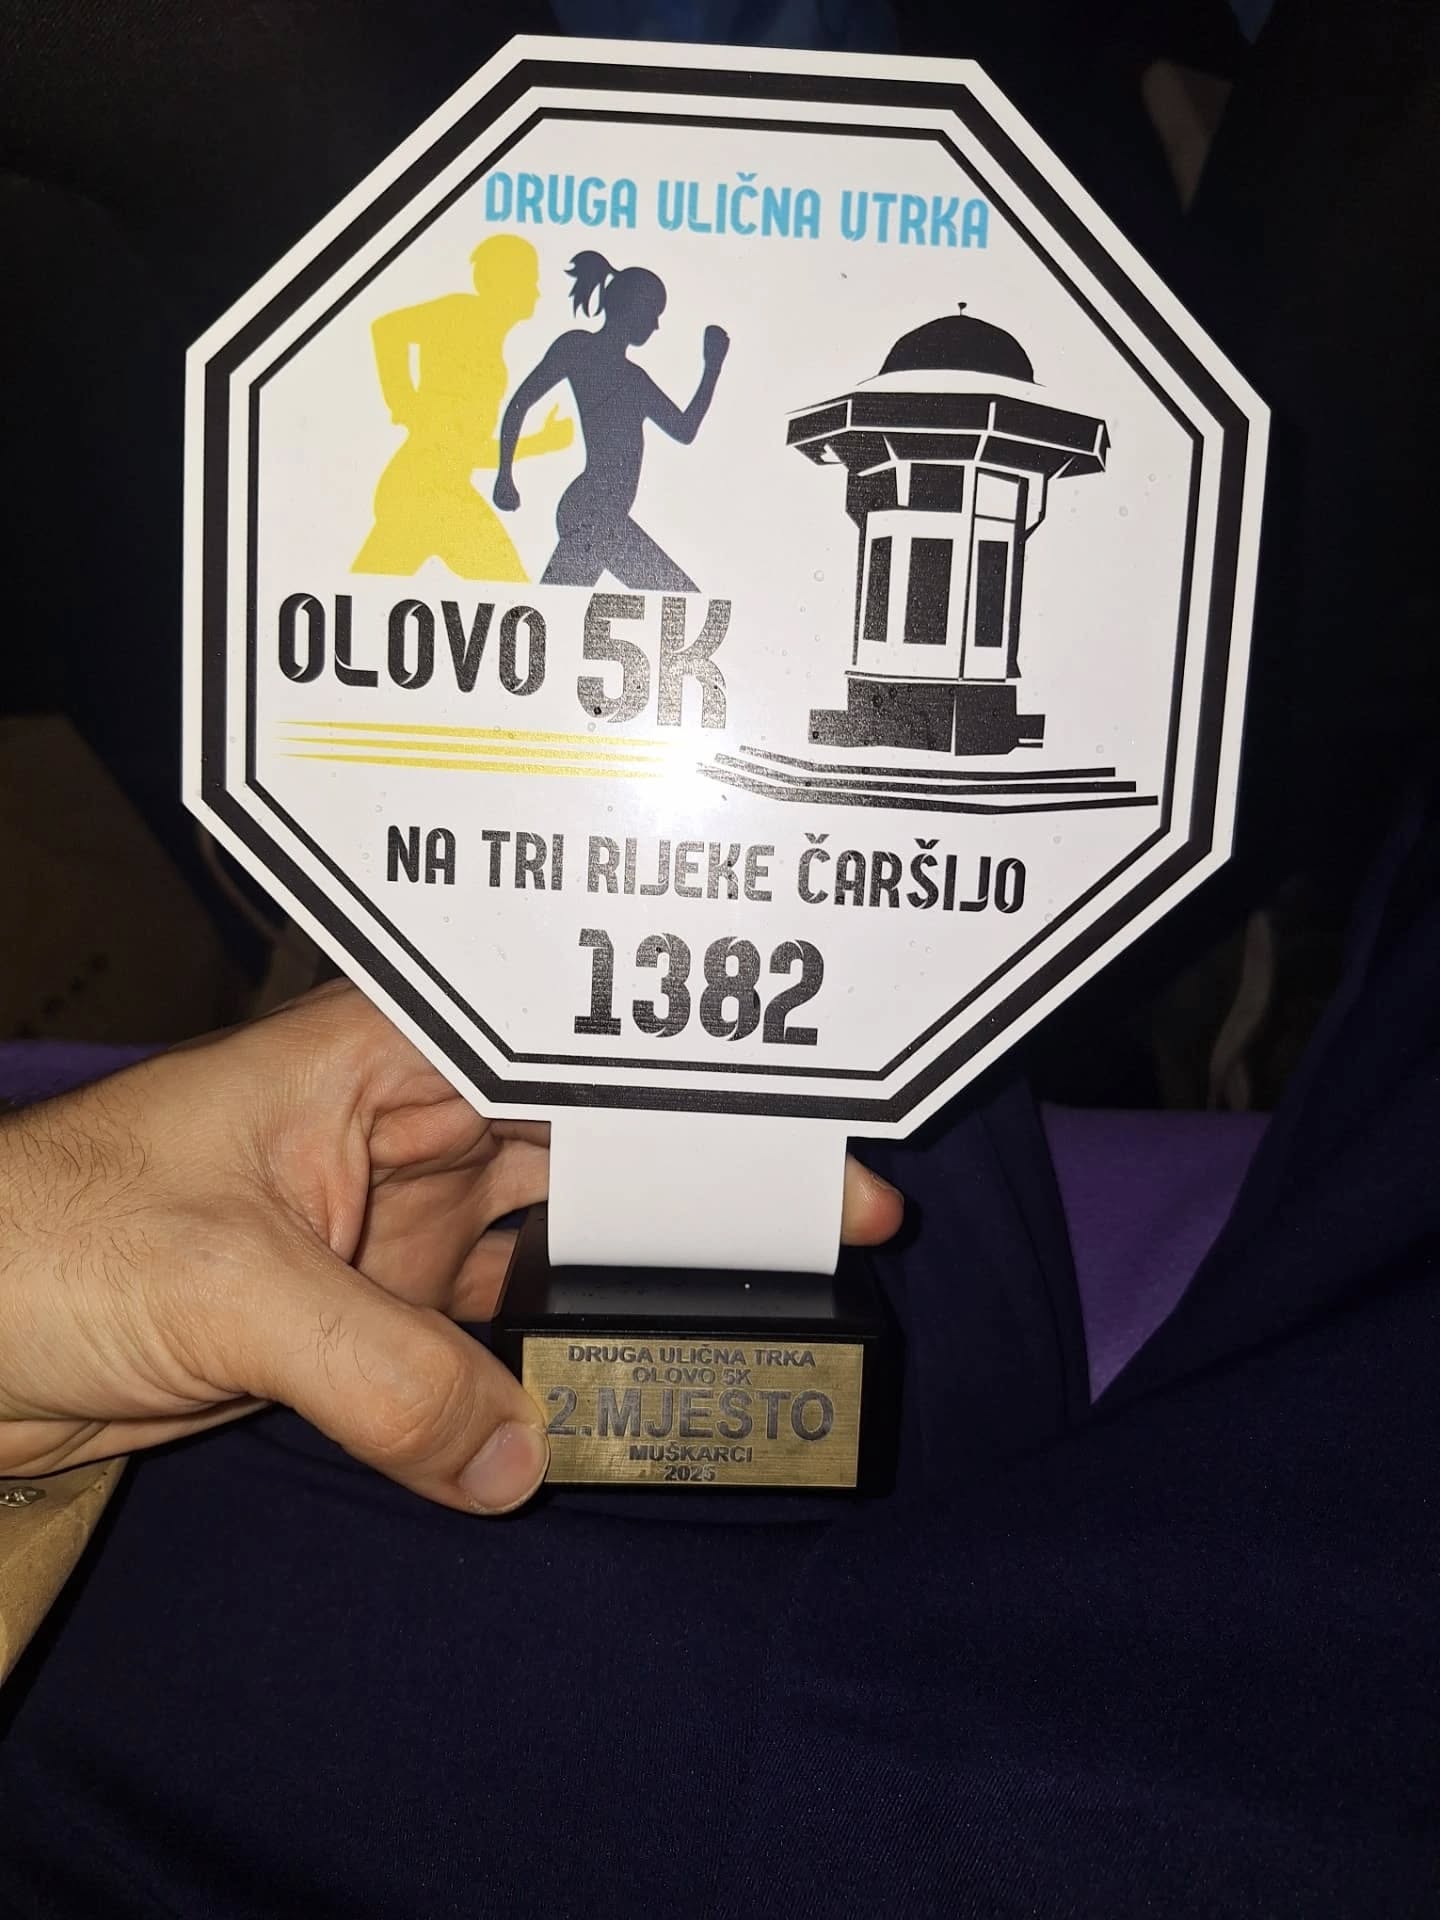 DRUGA ULIČNA UTRKA
OLOVO 5K
NA TRI RIJEKE ČARŠIJO
1382
DRUGA ULIČNA TRKA
OLOVO 5K
2.MJESTO
MUŠKARCI
2025